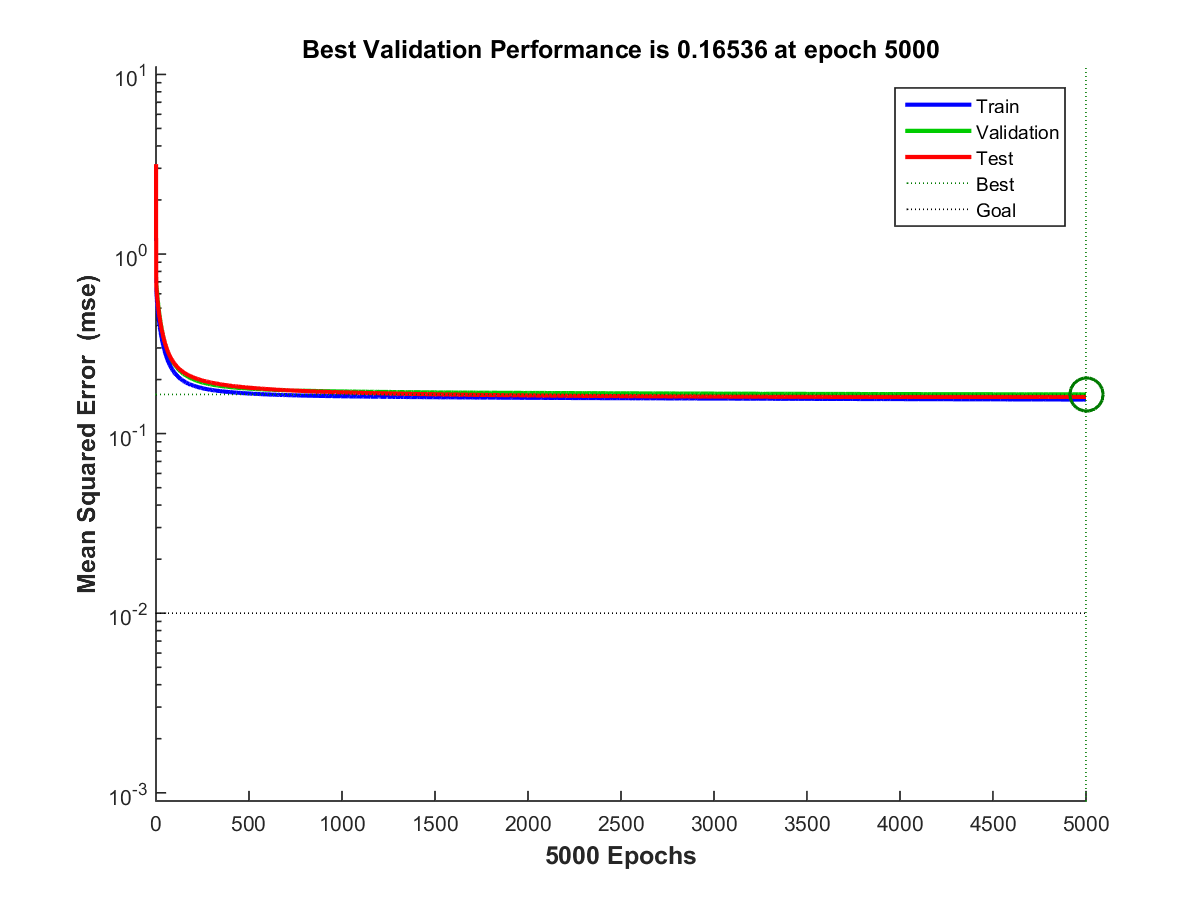 Best Validation Performance is 0.16536 at epoch 5000
Train
Validation
Test
Best
Goal
10^1
10^0
10^-1
10^-2
10^-3
Mean Squared Error (mse)
0 500 1000 1500 2000 2500 3000 3500 4000 4500 5000
5000 Epochs